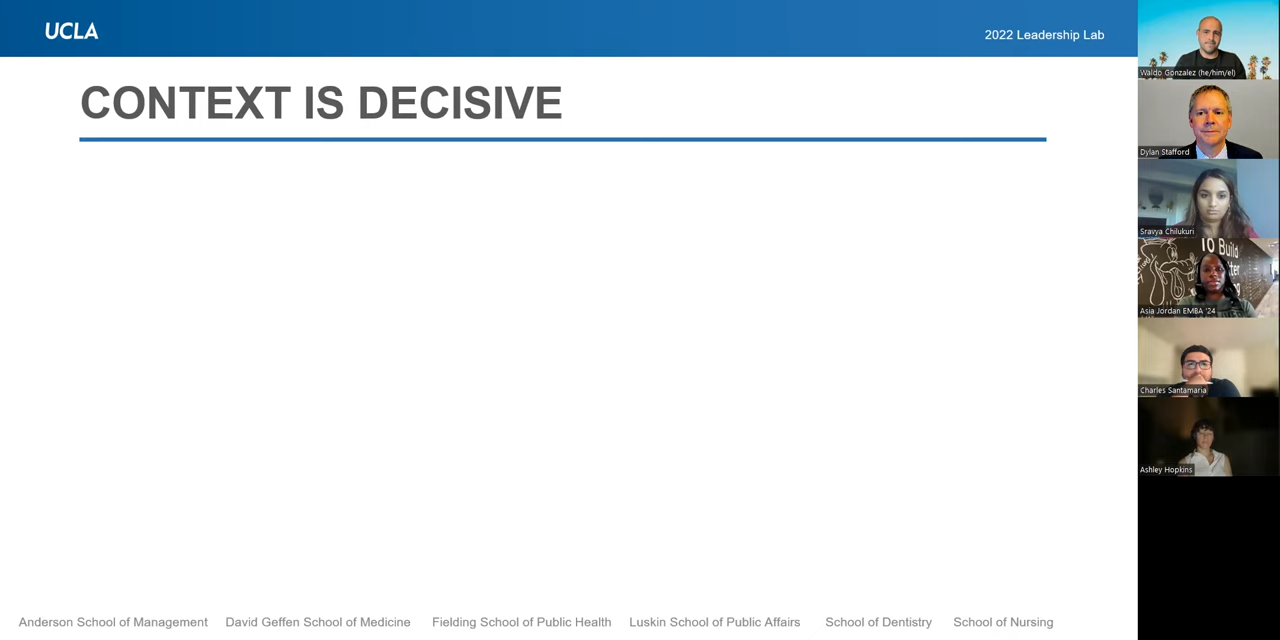 UCLA
2022 Leadership Lab
CONTEXT IS DECISIVE
Anderson School of Management David Geffen School of Medicine Fielding School of Public Health Luskin School of Public Affairs School of Dentistry School of Nursing
Waldo Gonzalez (he/him/el)
Dylan Stafford
Sravya Chilukuri
to Build
Asia Jordan EMBA '24
Charles Santamaria
Ashley Hopkins